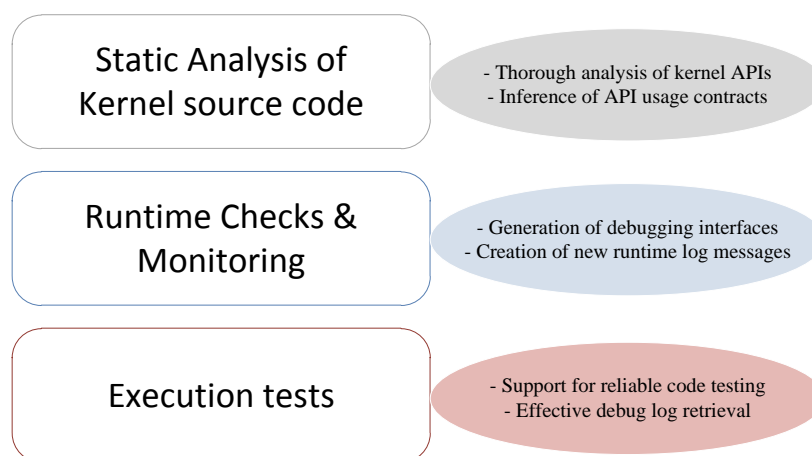 Static Analysis of
Kernel source code
- Thorough analysis of kernel APIs
- Inference of API usage contracts
Runtime Checks &
Monitoring
- Generation of debugging interfaces
- Creation of new runtime log messages
Execution tests
- Support for reliable code testing
- Effective debug log retrieval